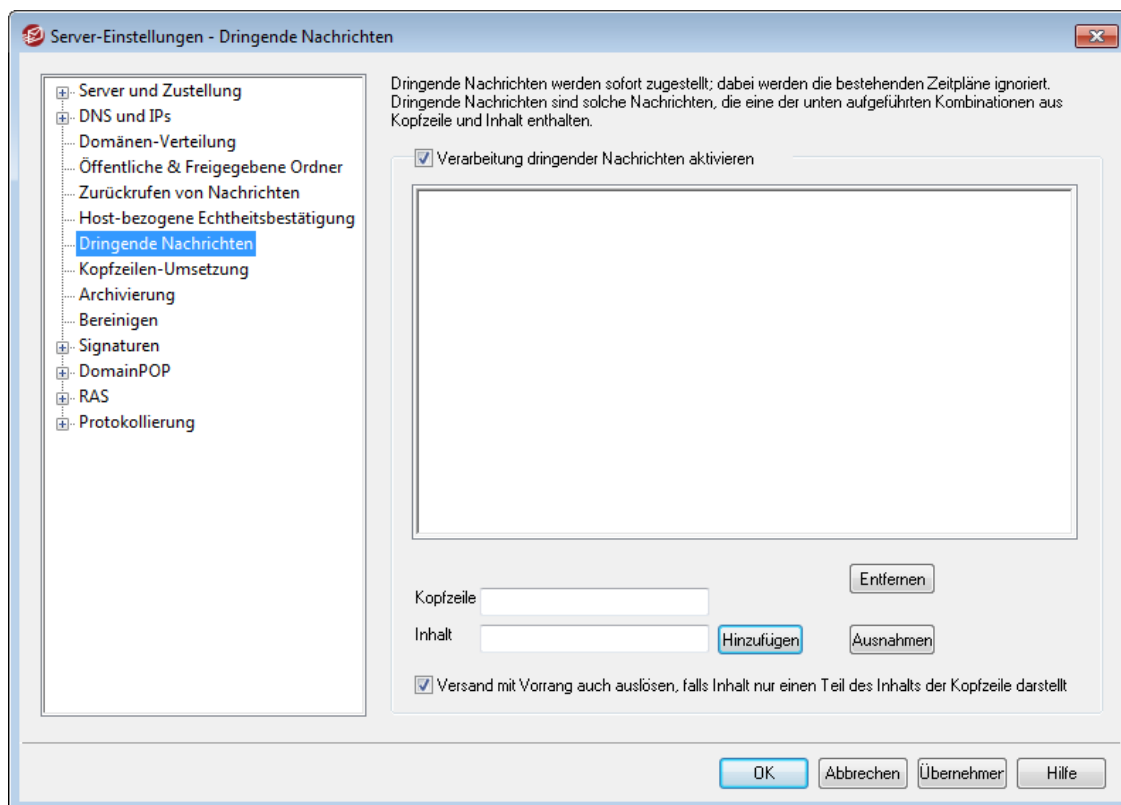 Server-Einstellungen - Dringende Nachrichten
Server und Zustellung
DNS und IPs
Domänen-Verteilung
Öffentliche & Freigegebene Ordner
Zurückrufen von Nachrichten
Host-bezogene Echtheitsbestätigung
Dringende Nachrichten
Kopfzeilen-Umsetzung
Archivierung
Bereinigen
Signaturen
DomainPOP
RAS
Protokollierung
Dringende Nachrichten werden sofort zugestellt; dabei werden die bestehenden Zeitpläne ignoriert.
Dringende Nachrichten sind solche Nachrichten, die eine der unten aufgeführten Kombinationen aus
Kopfzeile und Inhalt enthalten.
Verarbeitung dringender Nachrichten aktivieren
Entfernen
Kopfzeile
Inhalt
Hinzufügen
Ausnahmen
Versand mit Vorrang auch auslösen, falls Inhalt nur einen Teil des Inhalts der Kopfzeile darstellt
OK
Abbrechen
Übernehmer
Hilfe